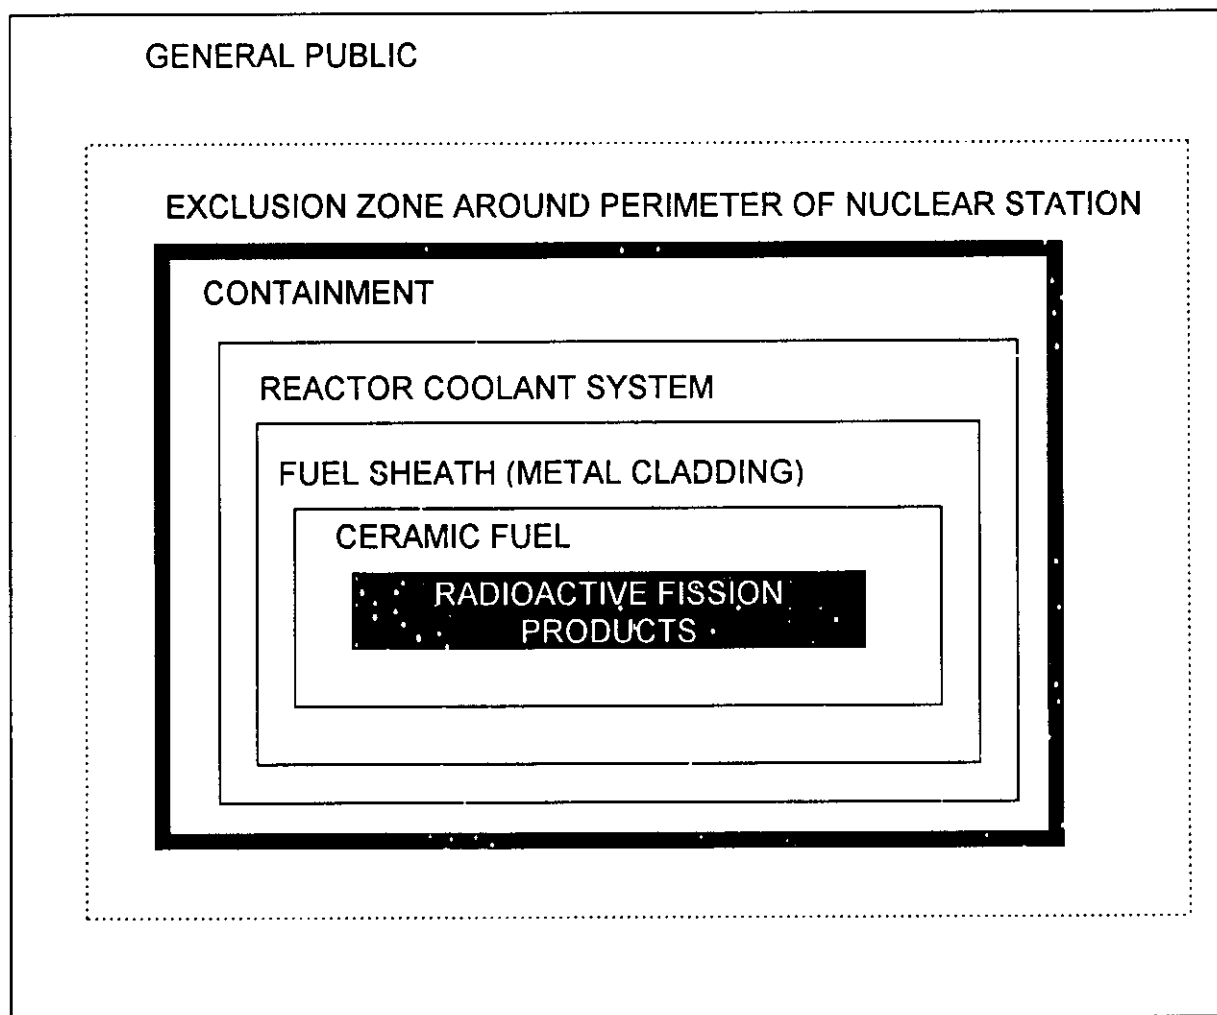 GENERAL PUBLIC
EXCLUSION ZONE AROUND PERIMETER OF NUCLEAR STATION
CONTAINMENT
REACTOR COOLANT SYSTEM
FUEL SHEATH (METAL CLADDING)
CERAMIC FUEL
RADIOACTIVE FISSION
PRODUCTS